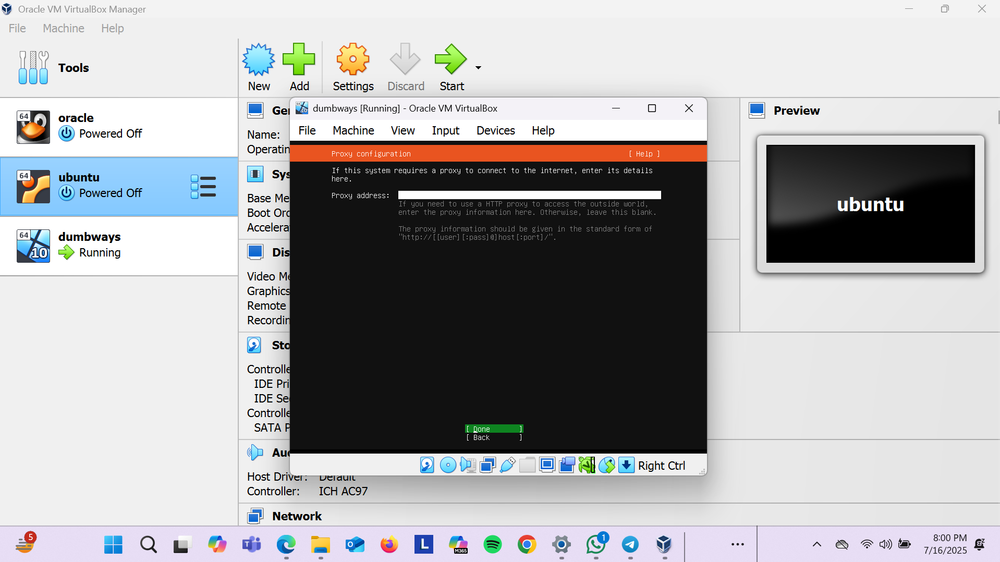 Oracle VM VirtualBox Manager
File Machine Help
Tools
New Add Settings Discard Start
64
oracle
Powered Off
64
ubuntu
Powered Off
64
10
dumbways
Running
Ger
Name:
Operatin
Sys
Base Me
Boot Ord
Accelera
Dis
Video Me
Graphics
Remote
Recordin
Sto
Controlle
IDE Pri
IDE Sec
Controlle
SATA P
Aud
Host Driver: Default
Controller: ICH AC97
Network
Preview
ubuntu
64
10
dumbways [Running] - Oracle VM VirtualBox
File Machine View Input Devices Help
Proxy configuration [ Help ]
If this system requires a proxy to connect to the internet, enter its details
here.
Proxy address:
If you need to use a HTTP proxy to access the outside world,
enter the proxy information here. Otherwise, leave this blank.
The proxy information should be given in the standard form of
"http://[[user][:pass]@]host[:port]/".
[ Done ]
[ Back ]
Right Ctrl
5
L
M365
1
8:00 PM
7/16/2025